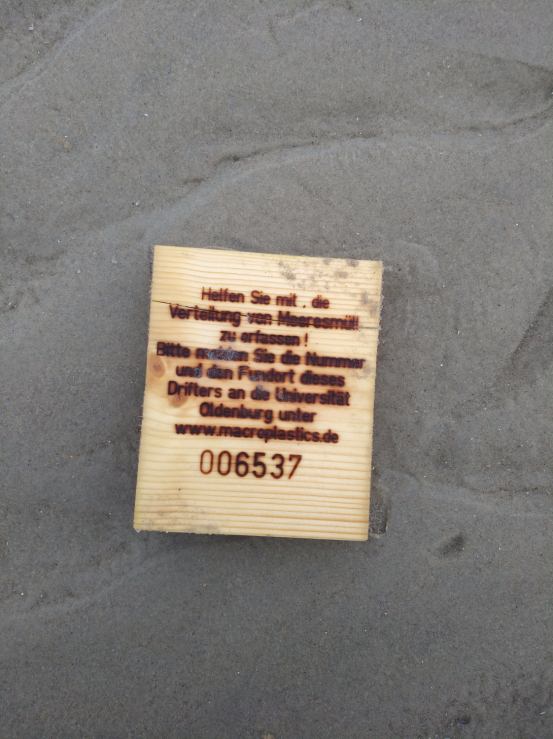 Helfen Sie mit , die
Verteilung von Meeresmüll
zu erfassen !
Bitte melden Sie die Nummer
und den Fundort dieses
Drifters an die Universität
Oldenburg unter
www.macroplastics.de
006537